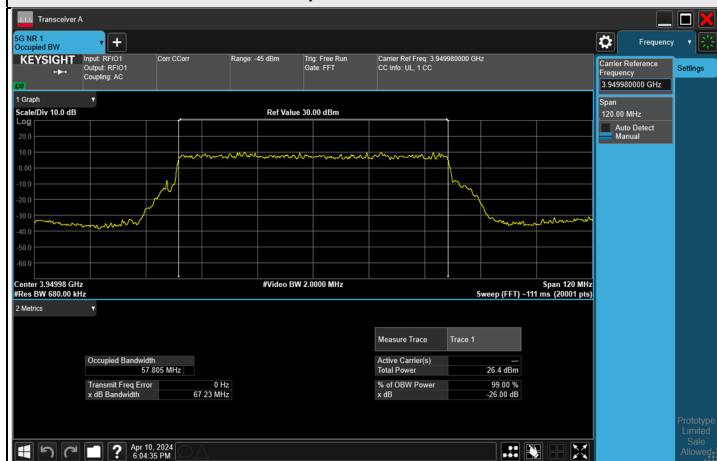 Transceiver A
5G NR 1
Occupied BW
Frequency
KEYSIGHT
LVI
Input: RFIO1
Output: RFIO1
Coupling: AC
Corr CCorr
Range: -45 dBm
Trig: Free Run
Gate: FFT
Carrier Ref Freq: 3.949980000 GHz
CC Info: UL, 1 CC
Carrier Reference
Frequency
3.949980000 GHz
Settings
Span
120.00 MHz
Auto Detect
Manual
1 Graph
Scale/Div 10.0 dB
Ref Value 30.00 dBm
Log
20.0
10.0
0.00
-10.0
-20.0
-30.0
-40.0
-50.0
-60.0
Center 3.94998 GHz
#Video BW 2.0000 MHz
Span 120 MHz
#Res BW 680.00 kHz
Sweep (FFT) ~111 ms (20001 pts)
2 Metrics
Measure Trace
Trace 1
Occupied Bandwidth
57.805 MHz
Active Carrier(s)
---
Total Power
26.4 dBm
Transmit Freq Error
0 Hz
x dB Bandwidth
67.23 MHz
% of OBW Power
99.00 %
x dB
-26.00 dB
Apr 10, 2024
6:04:35 PM
Prototype
Limited
Sale
Allowed